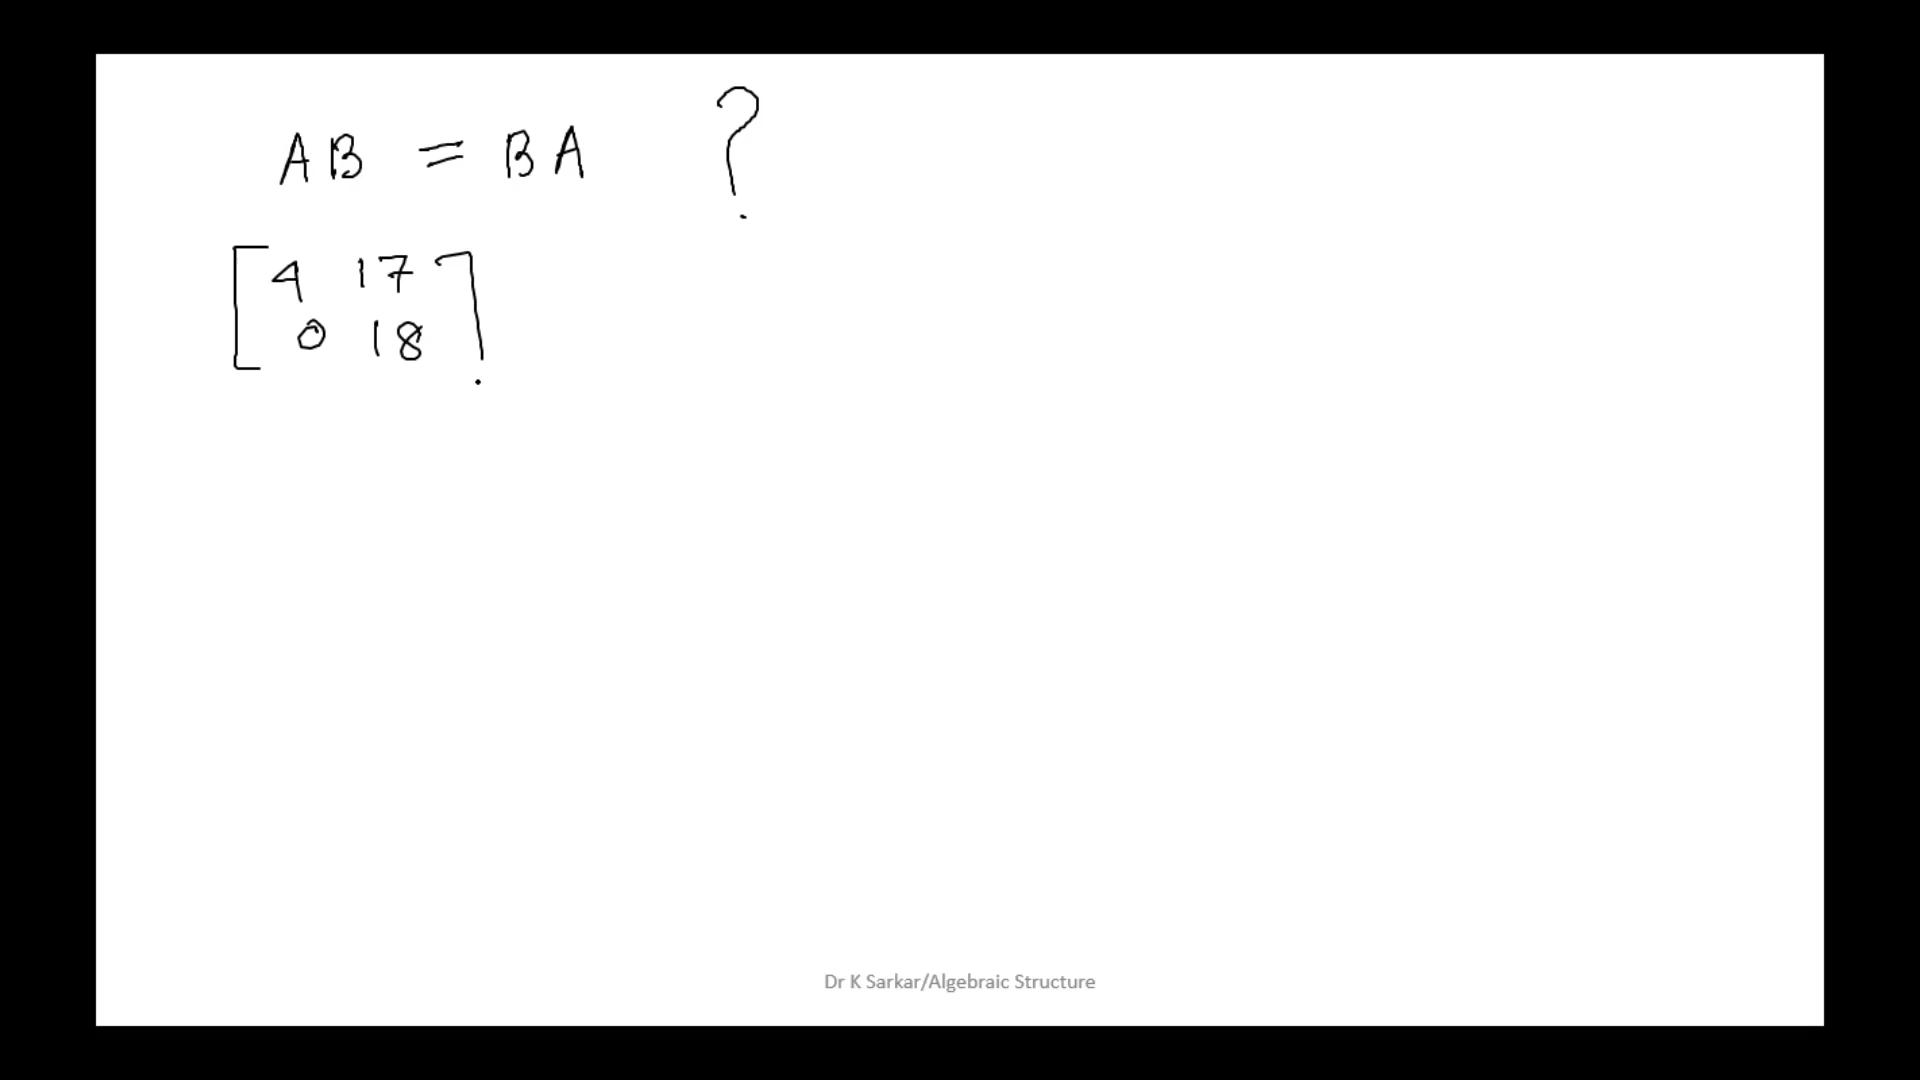 AB = BA ?
[4 17
0 18]
Dr K Sarkar/Algebraic Structure